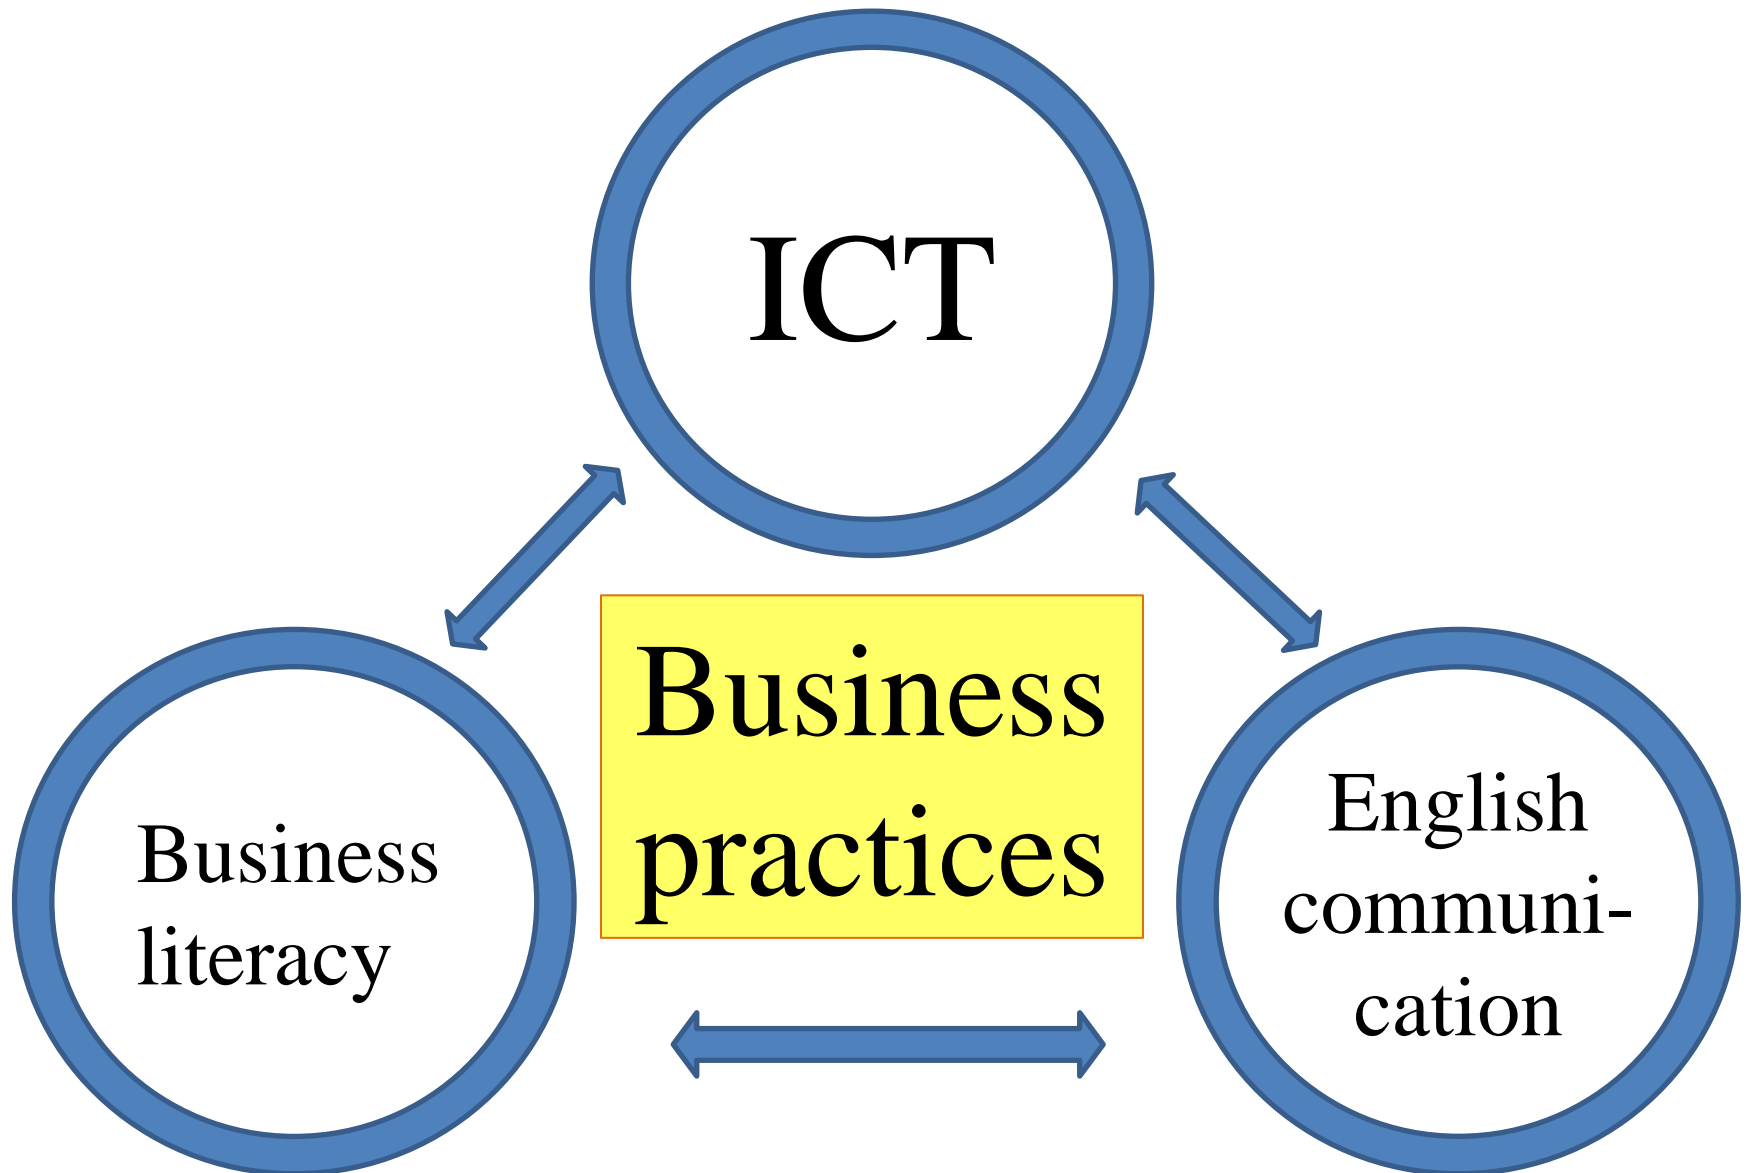 ICT
Business
practices
Business
literacy
English
communi-
cation